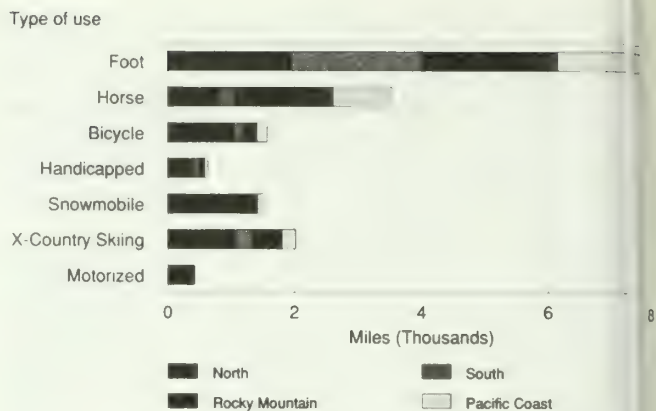 Type of use
Foot
Horse
Bicycle
Handicapped
Snowmobile
X-Country Skiing
Motorized
0 2 4 6 8
Miles (Thousands)
North South
Rocky Mountain Pacific Coast